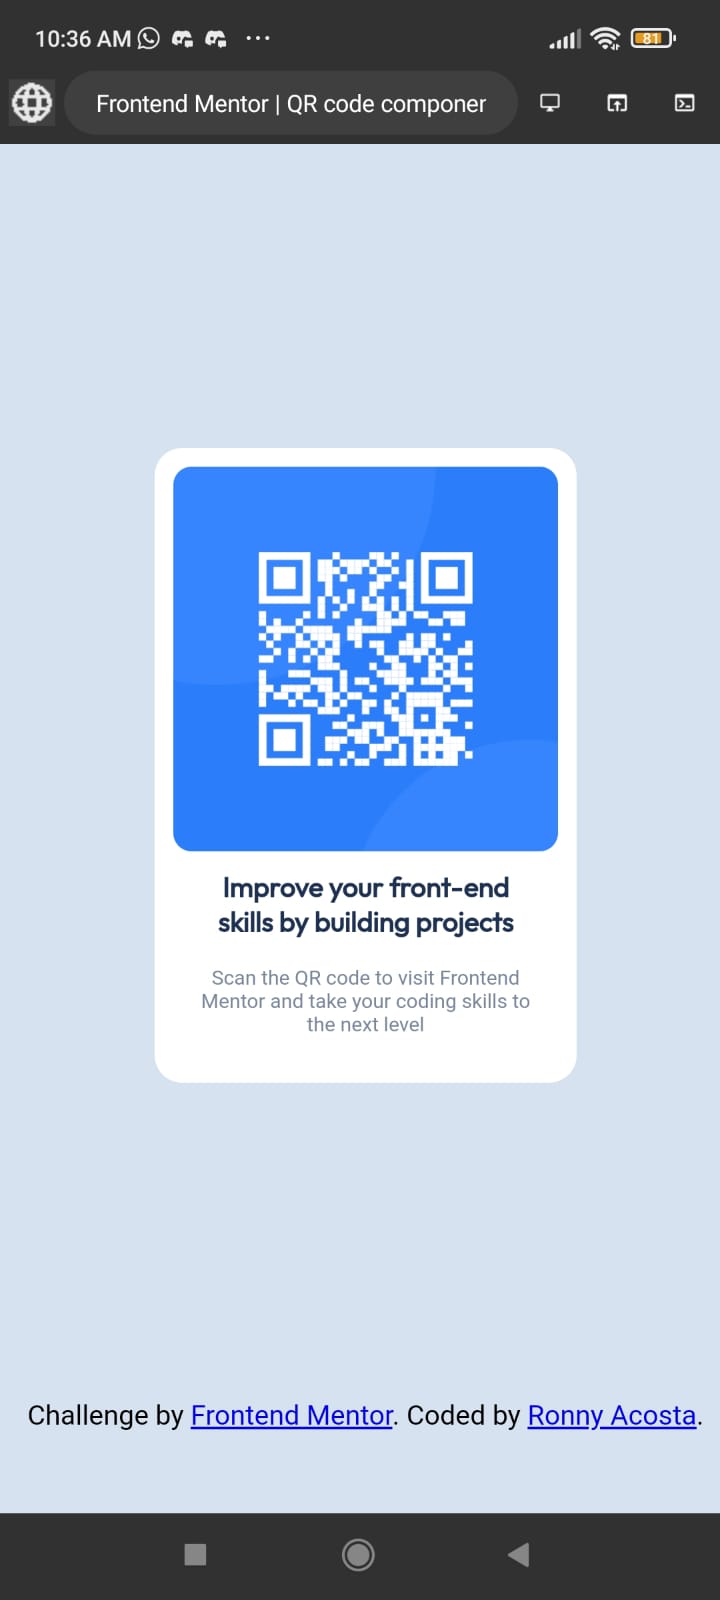 10:36 AM
81
Frontend Mentor | QR code componer
Improve your front-end
skills by building projects
Scan the QR code to visit Frontend
Mentor and take your coding skills to
the next level
Challenge by Frontend Mentor. Coded by Ronny Acosta.